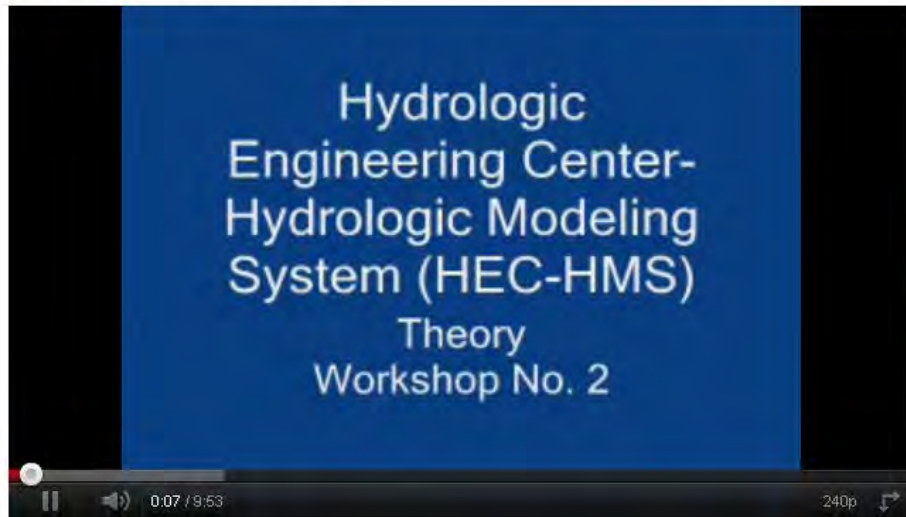 Hydrologic
Engineering Center-
Hydrologic Modeling
System (HEC-HMS)
Theory
Workshop No. 2
0:07 / 9:53
240p